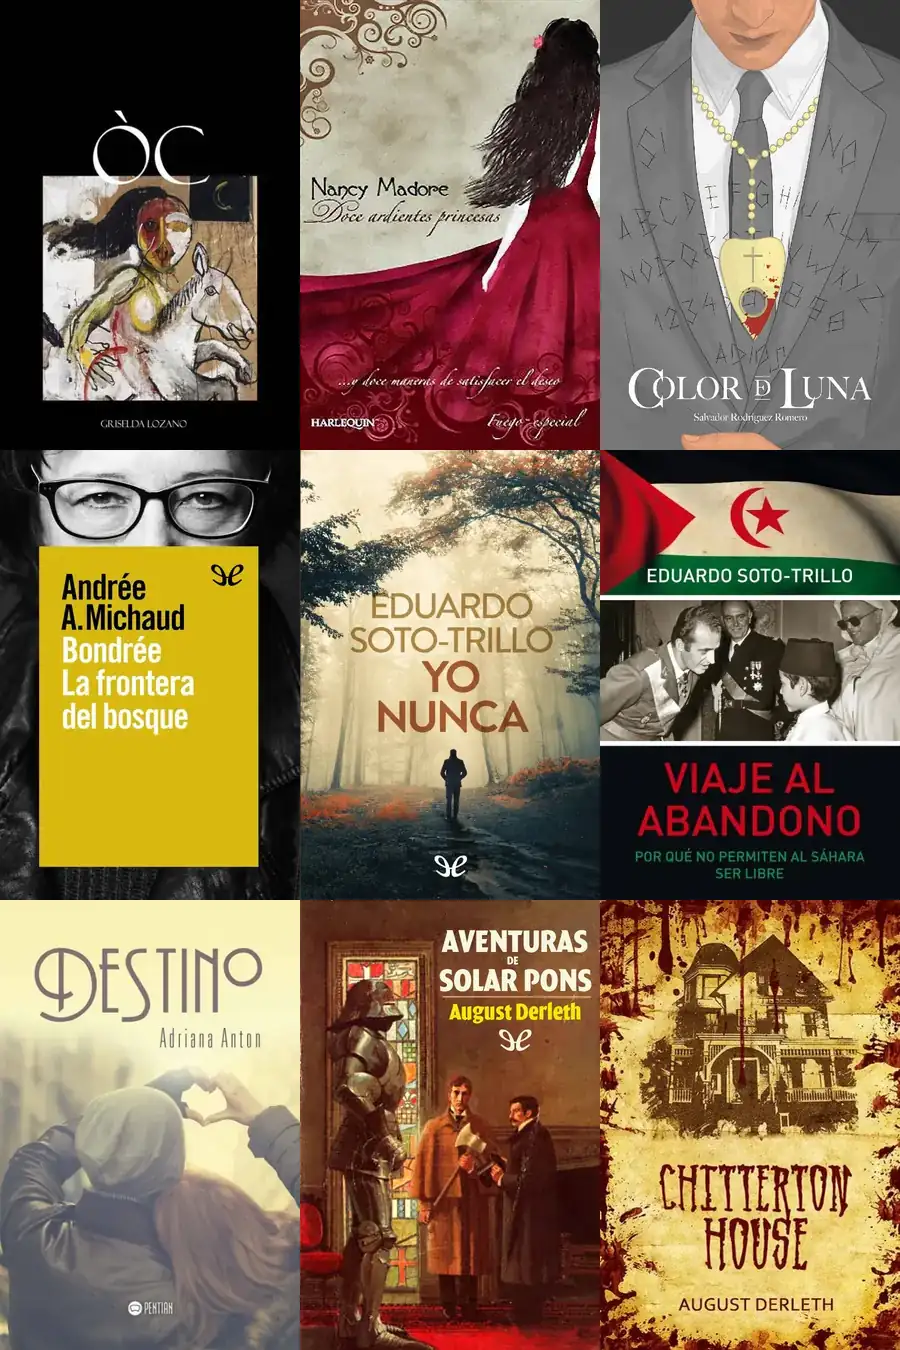 ÒC
GRISELDA LOZANO
Nancy Madore
Doce ardientes princesas
...y doce maneras de satisfacer el deseo
HARLEQUIN
Fuego especial
SI
NO
ADIOS
COLOR DE LUNA
Salvador Rodríguez Romero
Andrée
A. Michaud
Bondrée
La frontera
del bosque
EDUARDO
SOTO-TRILLO
YO
NUNCA
EDUARDO SOTO-TRILLO
VIAJE AL
ABANDONO
POR QUÉ NO PERMITEN AL SÁHARA
SER LIBRE
DESTINO
Adriana Anton
PENTIAN
AVENTURAS
DE
SOLAR PONS
August Derleth
CHITTERTON
HOUSE
AUGUST DERLETH